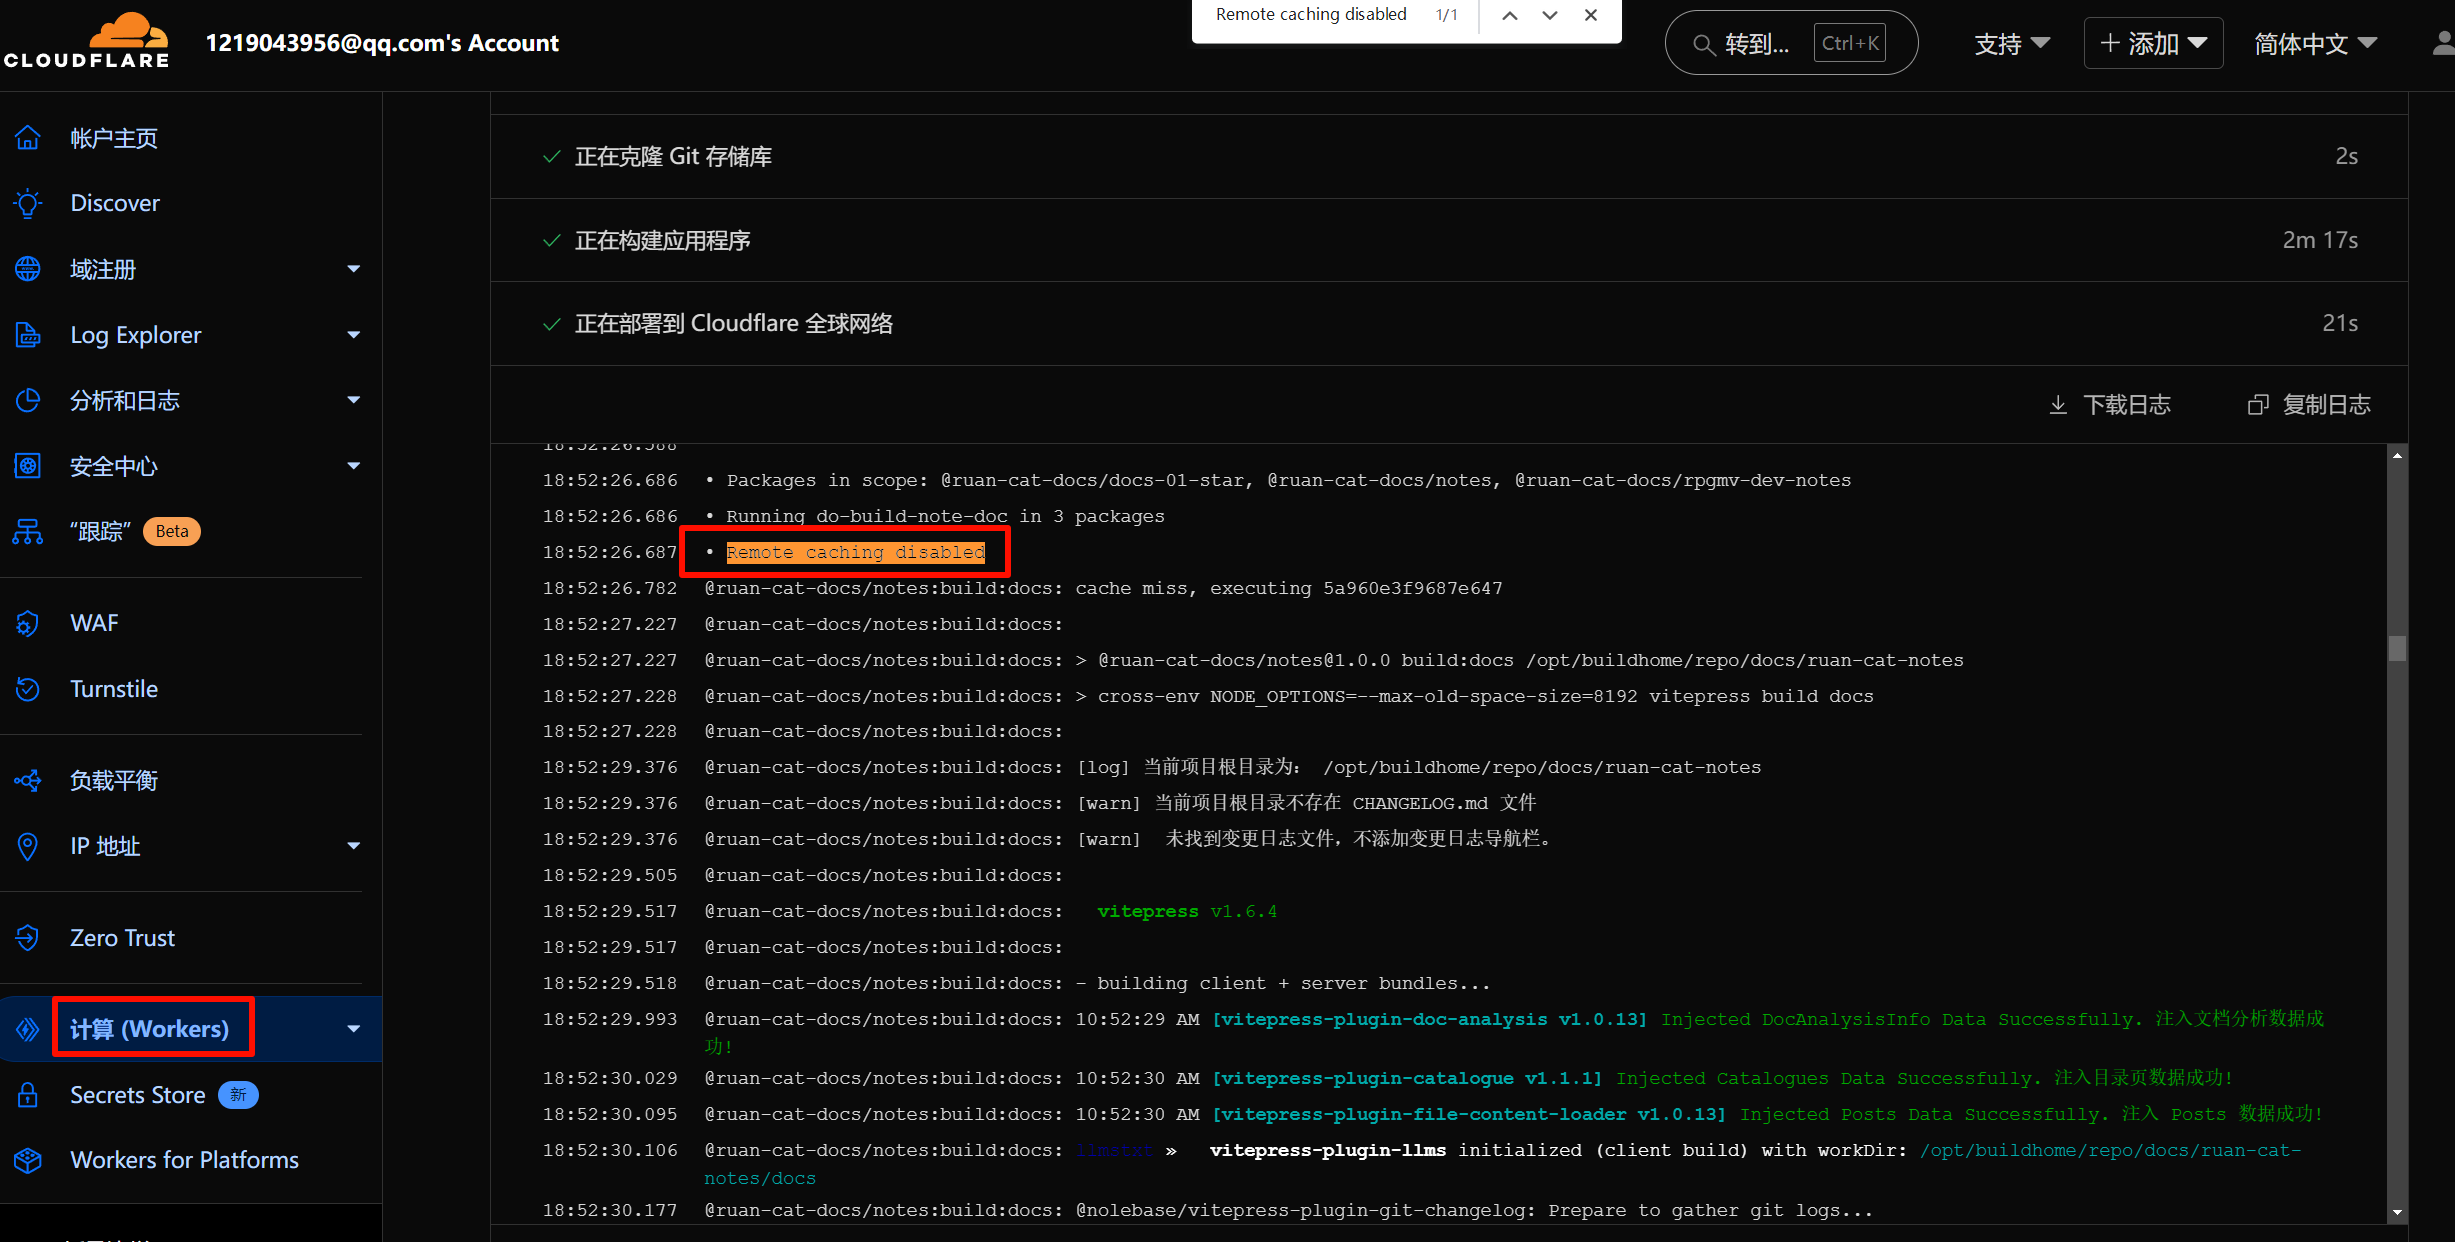 CLOUDFLARE
1219043956@qq.com's Account
Remote caching disabled 1/1
转到... Ctrl+K
支持
添加
简体中文
帐户主页
Discover
域注册
Log Explorer
分析和日志
安全中心
“跟踪” Beta
WAF
Turnstile
负载平衡
IP 地址
Zero Trust
计算 (Workers)
Secrets Store 新
Workers for Platforms
正在克隆 Git 存储库 2s
正在构建应用程序 2m 17s
正在部署到 Cloudflare 全球网络 21s
下载日志 复制日志
18:52:26.588
18:52:26.686 • Packages in scope: @ruan-cat-docs/docs-01-star, @ruan-cat-docs/notes, @ruan-cat-docs/rpgmv-dev-notes
18:52:26.686 • Running do-build-note-doc in 3 packages
18:52:26.687 • Remote caching disabled
18:52:26.782 @ruan-cat-docs/notes:build:docs: cache miss, executing 5a960e3f9687e647
18:52:27.227 @ruan-cat-docs/notes:build:docs:
18:52:27.227 @ruan-cat-docs/notes:build:docs: > @ruan-cat-docs/notes@1.0.0 build:docs /opt/buildhome/repo/docs/ruan-cat-notes
18:52:27.228 @ruan-cat-docs/notes:build:docs: > cross-env NODE_OPTIONS=--max-old-space-size=8192 vitepress build docs
18:52:27.228 @ruan-cat-docs/notes:build:docs:
18:52:29.376 @ruan-cat-docs/notes:build:docs: [log] 当前项目根目录为： /opt/buildhome/repo/docs/ruan-cat-notes
18:52:29.376 @ruan-cat-docs/notes:build:docs: [warn] 当前项目根目录不存在 CHANGELOG.md 文件
18:52:29.376 @ruan-cat-docs/notes:build:docs: [warn] 未找到变更日志文件，不添加变更日志导航栏。
18:52:29.505 @ruan-cat-docs/notes:build:docs:
18:52:29.517 @ruan-cat-docs/notes:build:docs: vitepress v1.6.4
18:52:29.517 @ruan-cat-docs/notes:build:docs:
18:52:29.518 @ruan-cat-docs/notes:build:docs: - building client + server bundles...
18:52:29.993 @ruan-cat-docs/notes:build:docs: 10:52:29 AM [vitepress-plugin-doc-analysis v1.0.13] Injected DocAnalysisInfo Data Successfully. 注入文档分析数据成
功!
18:52:30.029 @ruan-cat-docs/notes:build:docs: 10:52:30 AM [vitepress-plugin-catalogue v1.1.1] Injected Catalogues Data Successfully. 注入目录页数据成功!
18:52:30.095 @ruan-cat-docs/notes:build:docs: 10:52:30 AM [vitepress-plugin-file-content-loader v1.0.13] Injected Posts Data Successfully. 注入 Posts 数据成功!
18:52:30.106 @ruan-cat-docs/notes:build:docs: llmstxt » vitepress-plugin-llms initialized (client build) with workDir: /opt/buildhome/repo/docs/ruan-cat-
notes/docs
18:52:30.177 @ruan-cat-docs/notes:build:docs: @nolebase/vitepress-plugin-git-changelog: Prepare to gather git logs...